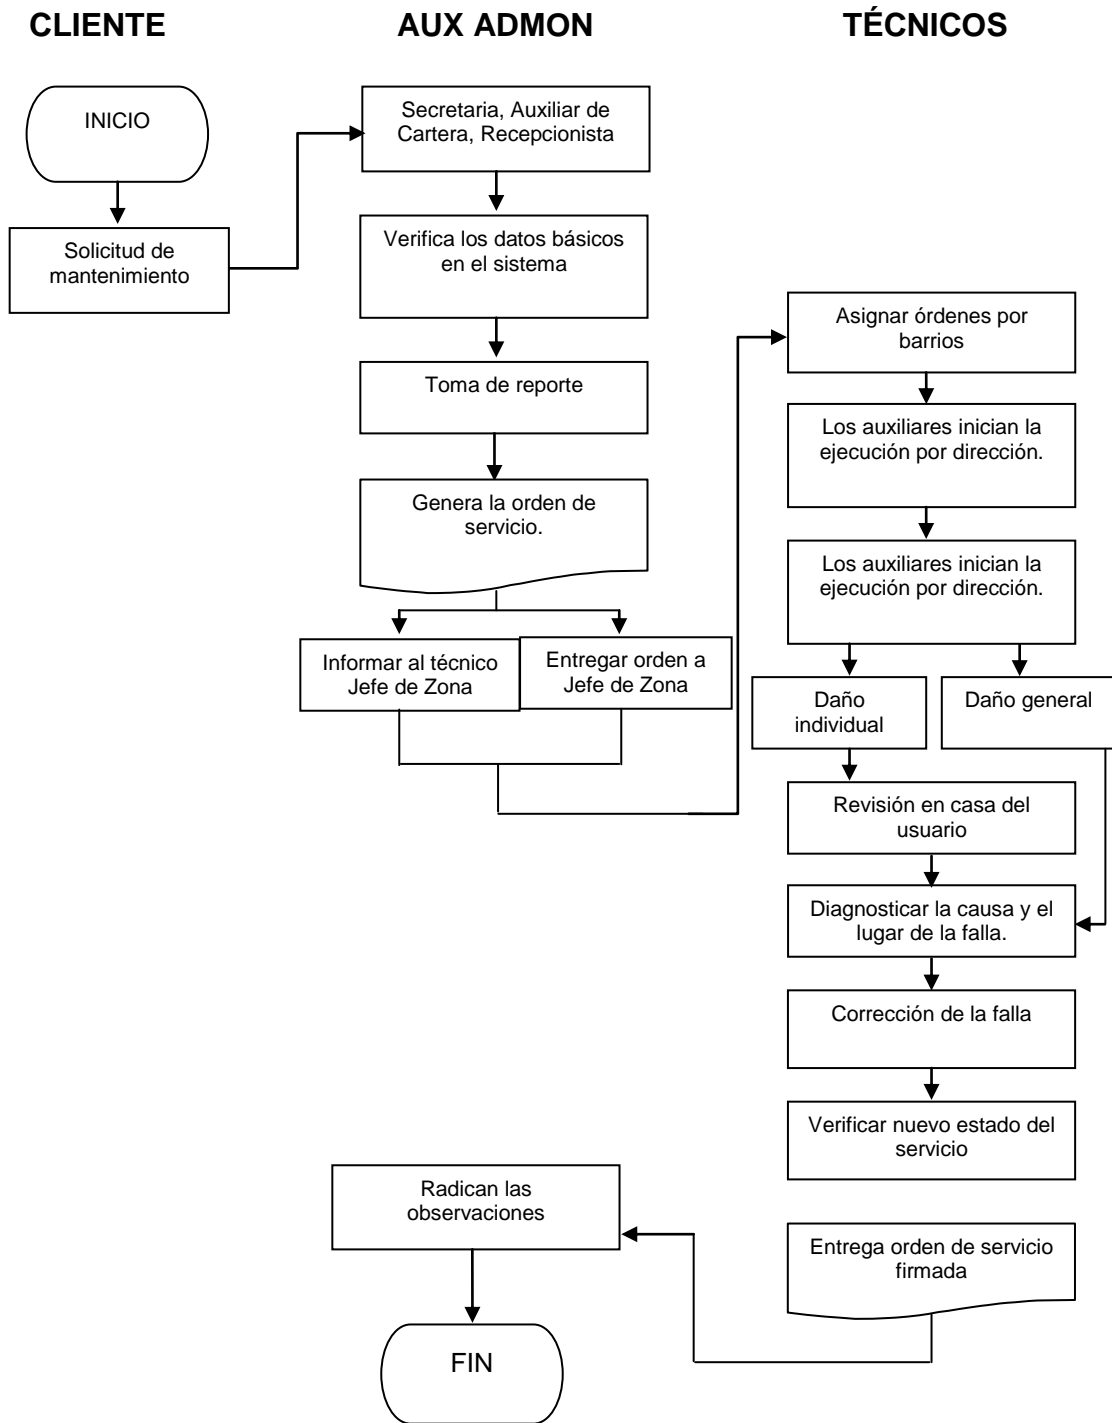 CLIENTE
AUX ADMON
TÉCNICOS
INICIO
Solicitud de
mantenimiento
Secretaria, Auxiliar de
Cartera, Recepcionista
Verifica los datos básicos
en el sistema
Toma de reporte
Genera la orden de
servicio.
Informar al técnico
Jefe de Zona
Entregar orden a
Jefe de Zona
Asignar órdenes por
barrios
Los auxiliares inician la
ejecución por dirección.
Los auxiliares inician la
ejecución por dirección.
Daño
individual
Daño general
Revisión en casa del
usuario
Diagnosticar la causa y el
lugar de la falla.
Corrección de la falla
Verificar nuevo estado del
servicio
Entrega orden de servicio
firmada
Radican las
observaciones
FIN